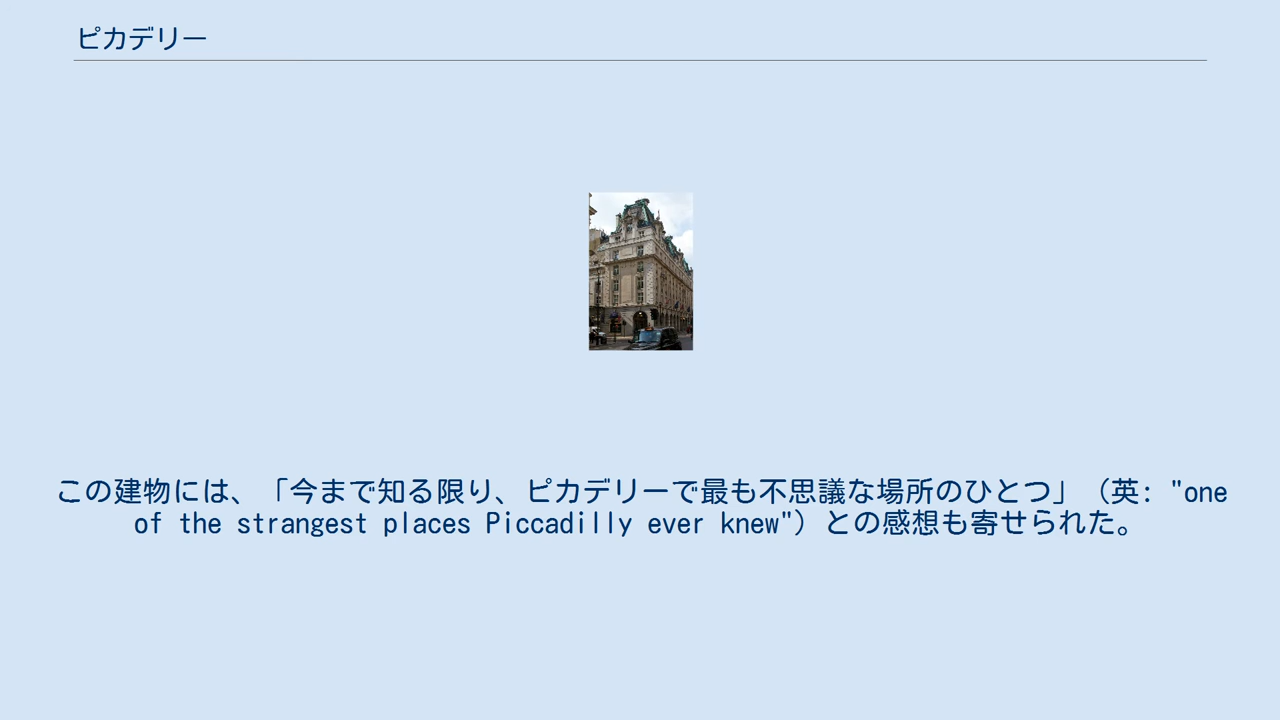 ピカデリー
この建物には、「今まで知る限り、ピカデリーで最も不思議な場所のひとつ」（英: "one
of the strangest places Piccadilly ever knew"）との感想も寄せられた。